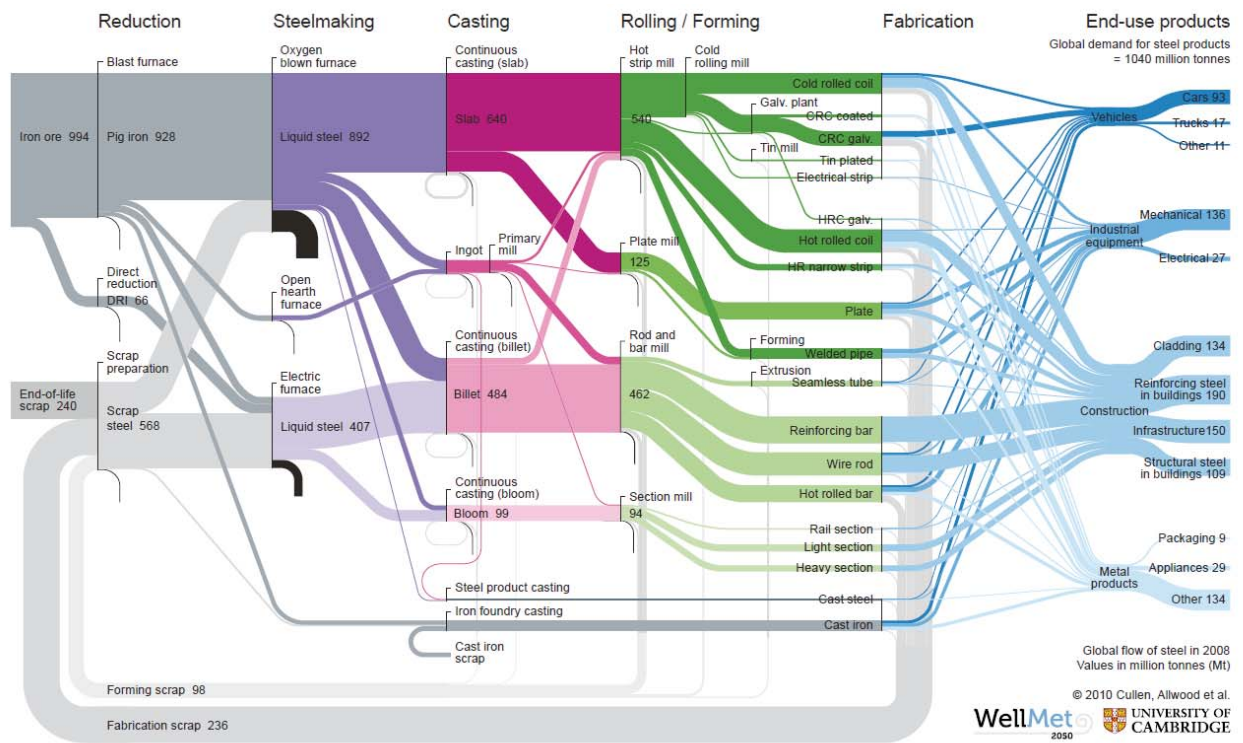 Reduction
Steelmaking
Casting
Rolling / Forming
Fabrication
End-use products
Global demand for steel products
= 1040 million tonnes
Blast furnace
Oxygen
blown furnace
Continuous
casting (slab)
Hot
strip mill
Cold
rolling mill
Iron ore 994
Pig iron 928
Liquid steel 892
Slab 640
540
Cold rolled coil
Galv. plant
CRC coated
CRC galv.
Tin mill
Tin plated
Electrical strip
HRC galv.
Hot rolled coil
HR narrow strip
Vehicles
Cars 93
Trucks 17
Other 11
Industrial
equipment
Mechanical 136
Electrical 27
Direct
reduction
DRI 66
Open
hearth
furnace
Ingot
Primary
mill
Plate mill
125
Plate
Scrap
preparation
End-of-life
scrap 240
Scrap
steel 568
Electric
furnace
Liquid steel 407
Continuous
casting (billet)
Billet 484
Rod and
bar mill
462
Forming
Welded pipe
Extrusion
Seamless tube
Reinforcing bar
Wire rod
Hot rolled bar
Construction
Cladding 134
Reinforcing steel
in buildings 190
Infrastructure150
Structural steel
in buildings 109
Continuous
casting (bloom)
Bloom 99
Section mill
94
Rail section
Light section
Heavy section
Steel product casting
Cast steel
Iron foundry casting
Cast iron
Cast iron
scrap
Metal
products
Packaging 9
Appliances 29
Other 134
Forming scrap 98
Fabrication scrap 236
Global flow of steel in 2008
Values in million tonnes (Mt)
© 2010 Cullen, Allwood et al.
WellMet
2050
UNIVERSITY OF
CAMBRIDGE